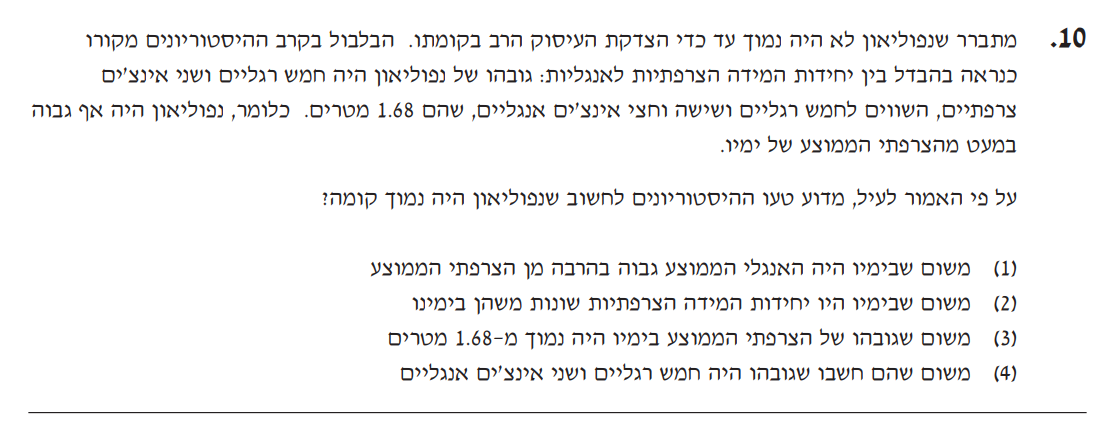 10. מתברר שנפוליאון לא היה נמוך עד כדי הצדקת העיסוק הרב בקומתו. הבלבול בקרב ההיסטוריונים מקורו
כנראה בהבדל בין יחידות המידה הצרפתיות לאנגליות: גובהו של נפוליאון היה חמש רגליים ושני אינצ'ים
צרפתיים, השווים לחמש רגליים ושישה וחצי אינצ'ים אנגליים, שהם 1.68 מטרים. כלומר, נפוליאון היה אף גבוה
במעט מהצרפתי הממוצע של ימיו.
על פי האמור לעיל, מדוע טעו ההיסטוריונים לחשוב שנפוליאון היה נמוך קומה?
(1) משום שבימיו היה האנגלי הממוצע גבוה בהרבה מן הצרפתי הממוצע
(2) משום שבימיו היו יחידות המידה הצרפתיות שונות משהן בימינו
(3) משום שגובהו של הצרפתי הממוצע בימיו היה נמוך מ-1.68 מטרים
(4) משום שהם חשבו שגובהו היה חמש רגליים ושני אינצ'ים אנגליים